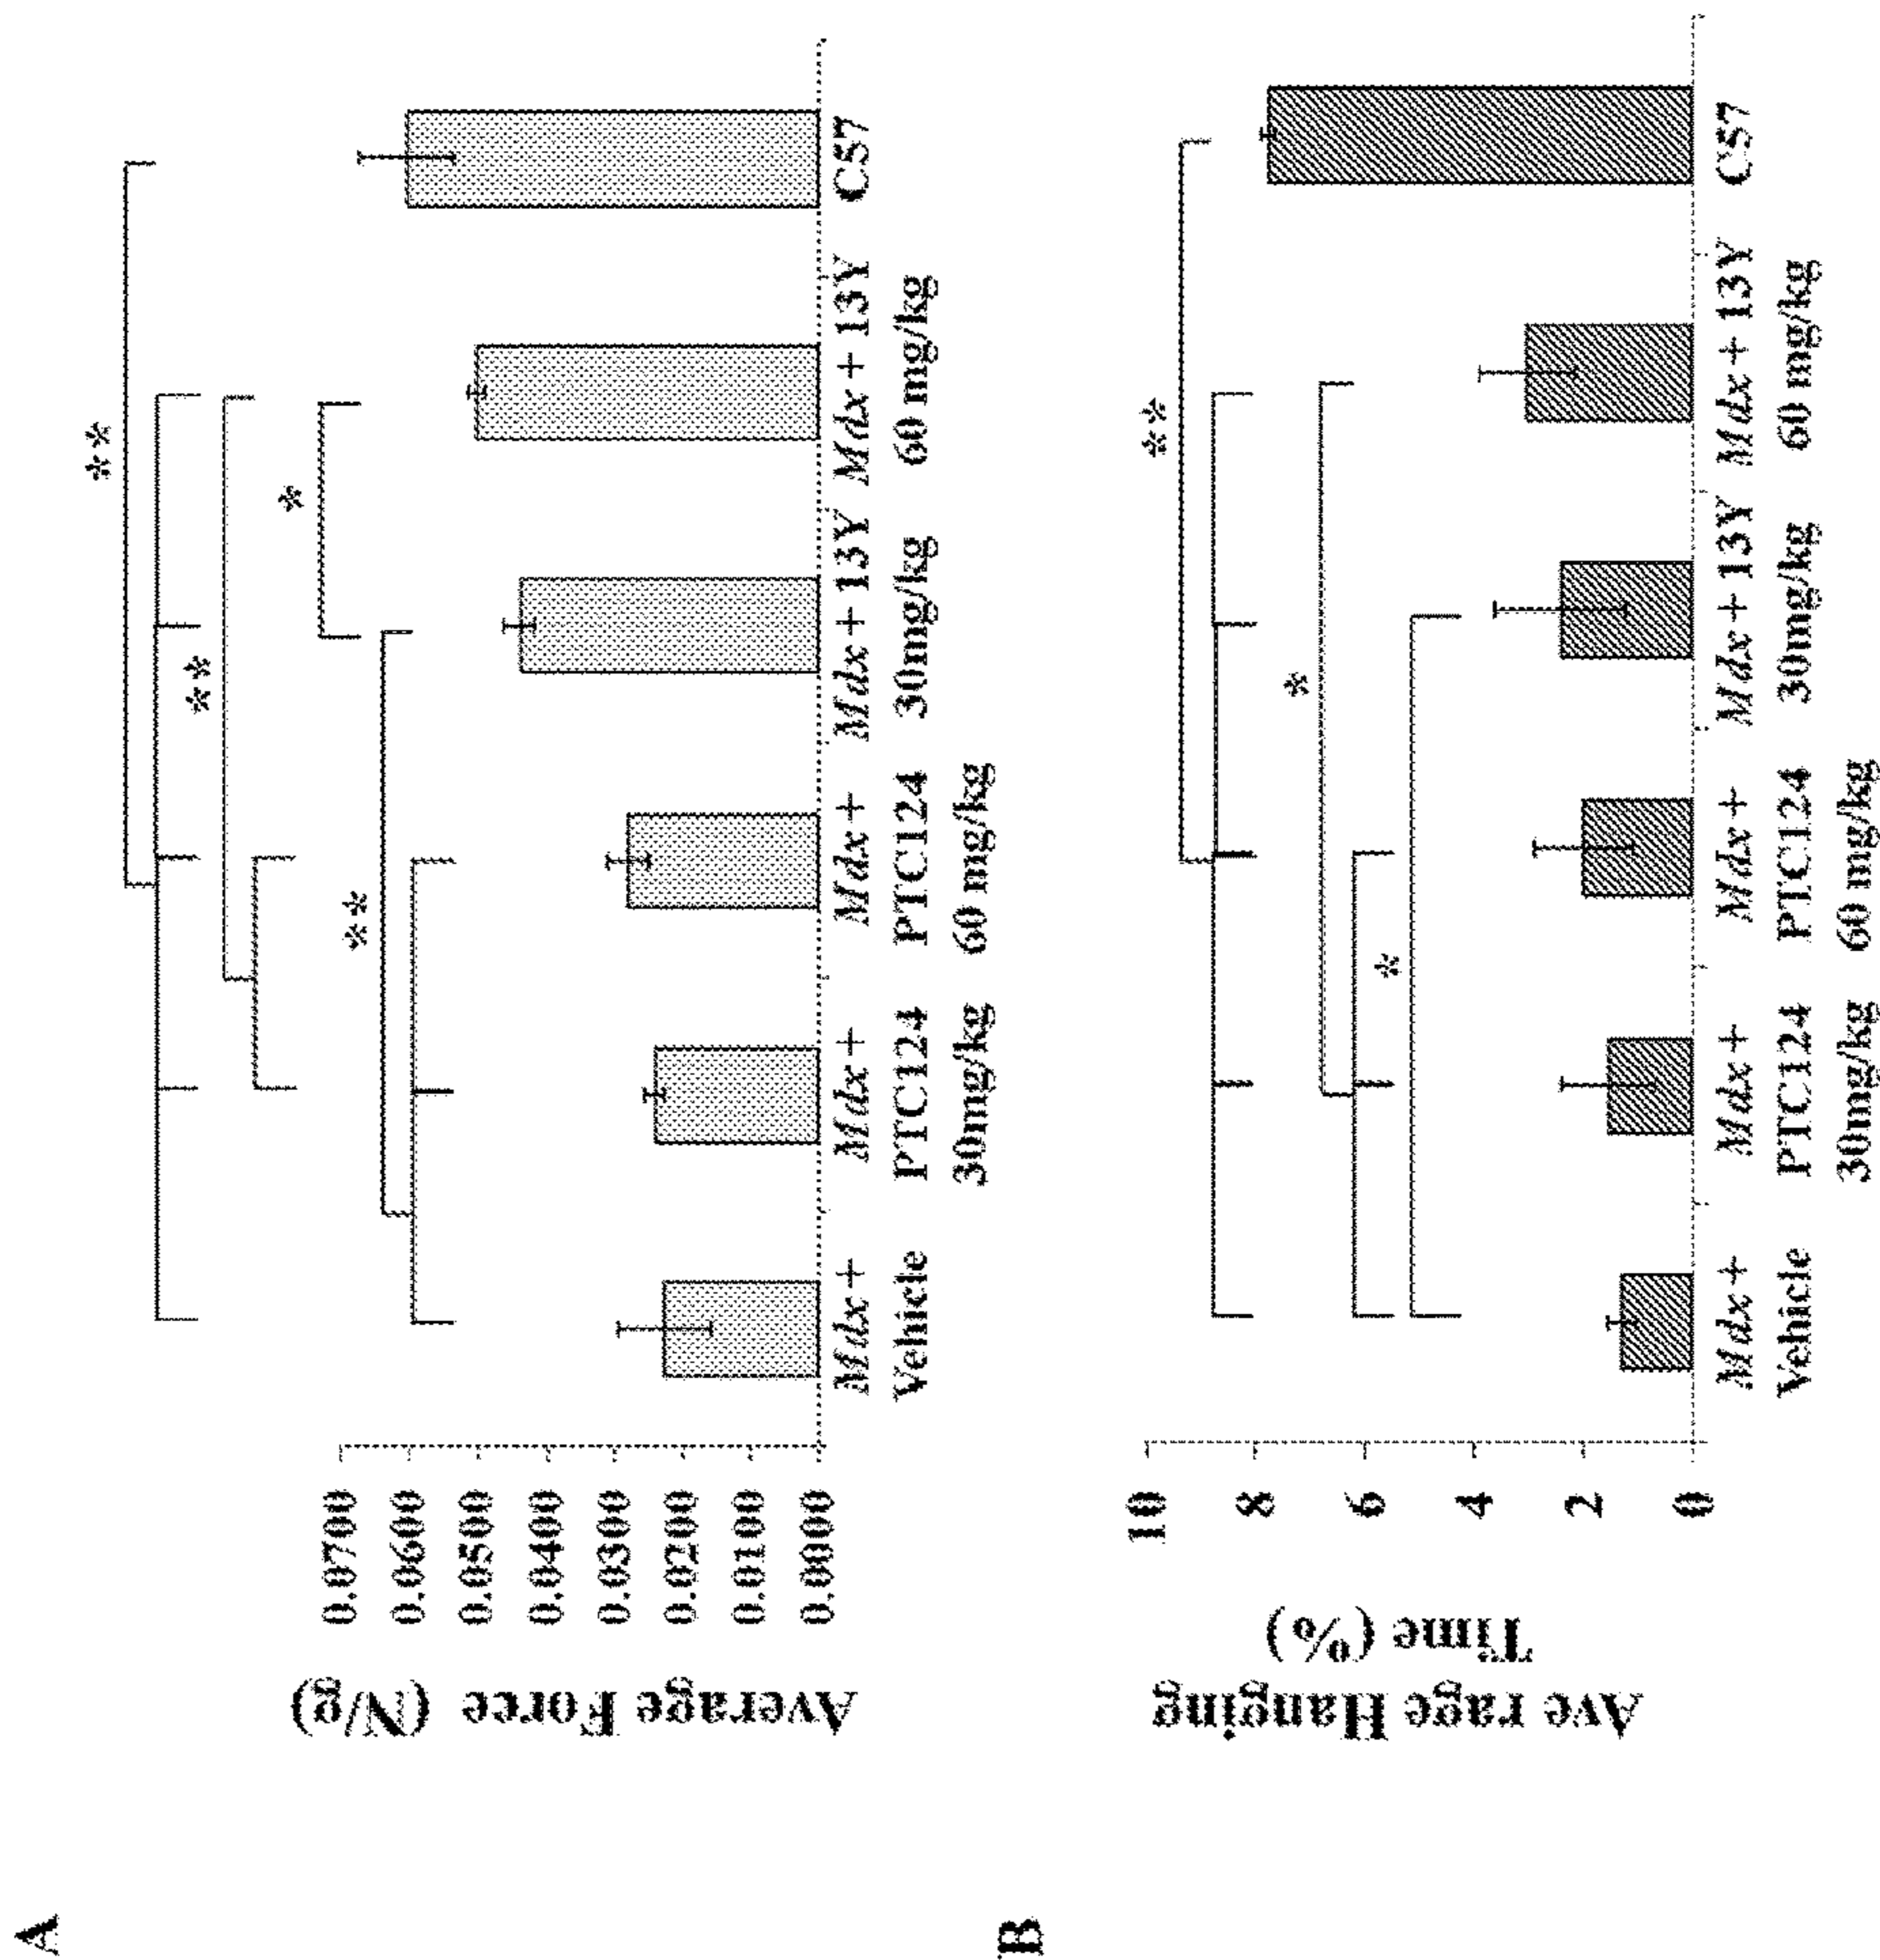 A
Average Force (N/g)
0.0700
0.0600
0.0500
0.0400
0.0300
0.0200
0.0100
0.0000
**
**
*
**
Mdx + Mdx + Mdx + Mdx + 13Y Mdx + 13Y C57
Vehicle PTC124 PTC124 30mg/kg 60 mg/kg
30mg/kg 60 mg/kg
B
Ave rage Hanging
Time (%)
10
8
6
4
2
0
**
*
*
Mdx + Mdx + Mdx + Mdx + 13Y Mdx + 13Y C57
Vehicle PTC124 PTC124 30mg/kg 60 mg/kg
30mg/kg 60 mg/kg